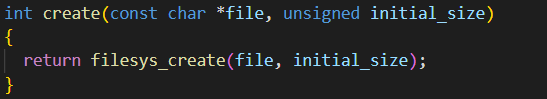 int create(const char *file, unsigned initial_size)
{
  return filesys_create(file, initial_size);
}